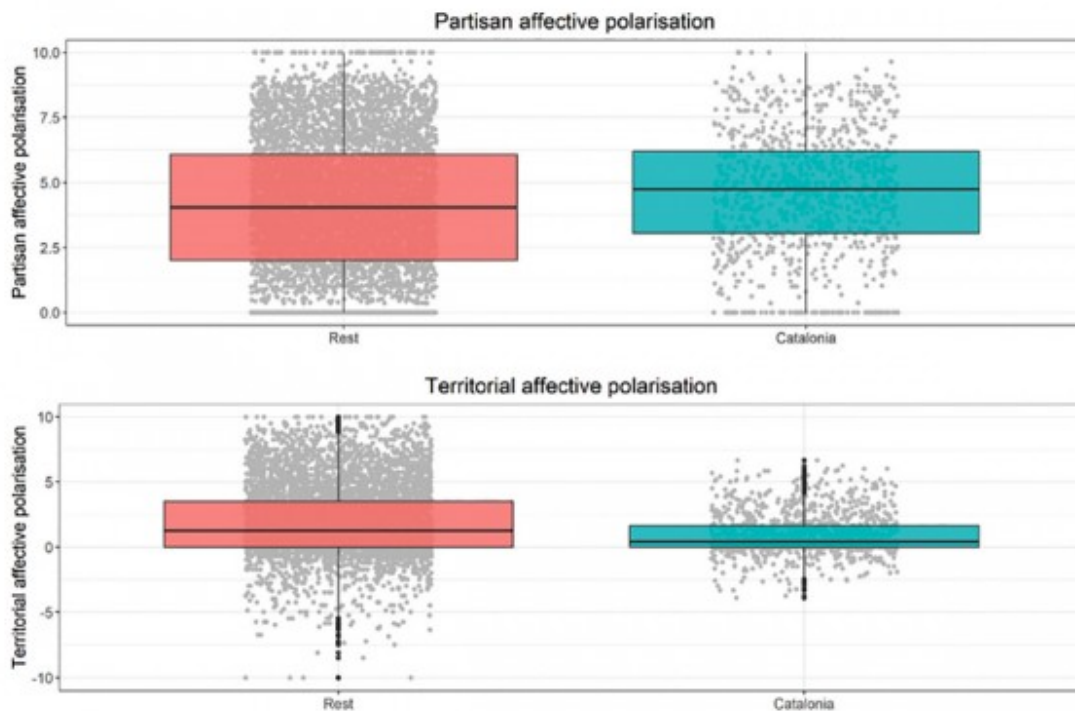 Partisan affective polarisation
Partisan affective polarisation
10.0
7.5
5.0
2.5
0.0
Rest
Catalonia
Territorial affective polarisation
Territorial affective polarisation
10
5
0
-5
-10
Rest
Catalonia